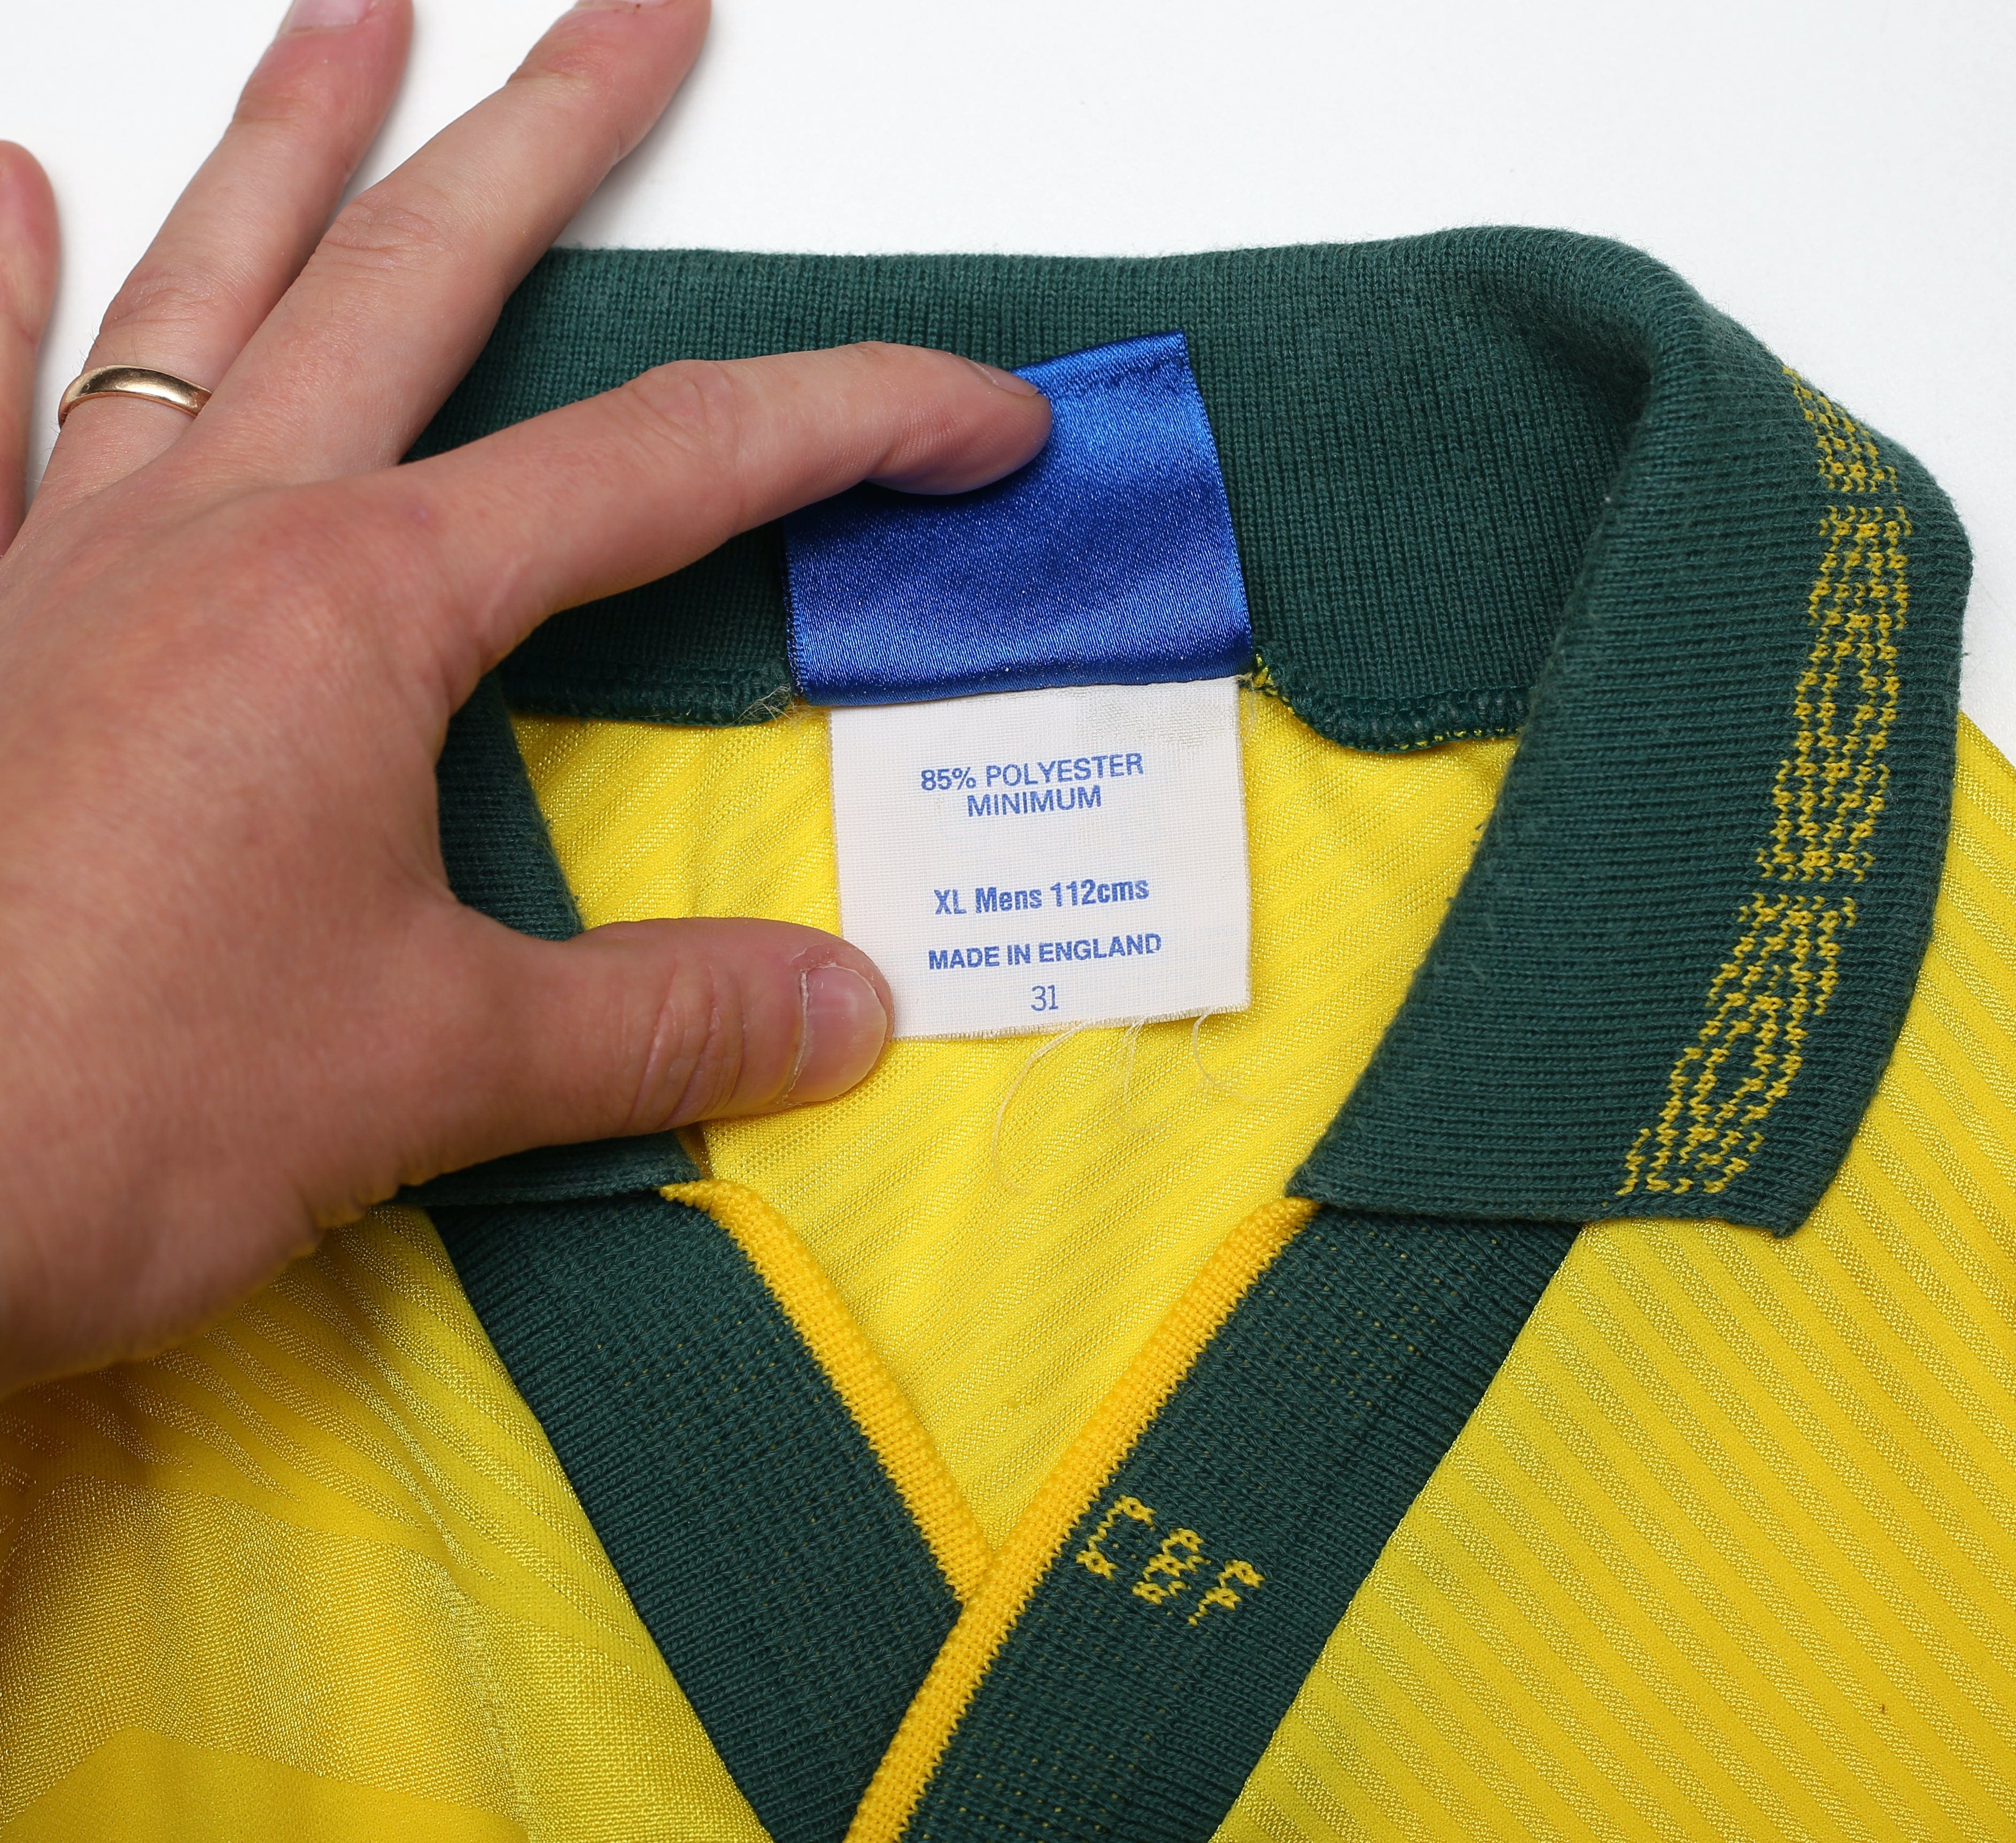 85% POLYESTER
MINIMUM
XL Mens 112cms
MADE IN ENGLAND
31
CBF